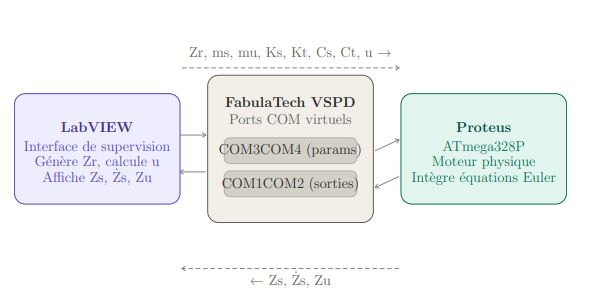 Zr, ms, mu, Ks, Kt, Cs, Ct, u →
LabVIEW
Interface de supervision
Génère Zr, calcule u
Affiche Zs, Żs, Zu
FabulaTech VSPD
Ports COM virtuels
COM3COM4 (params)
COM1COM2 (sorties)
Proteus
ATmega328P
Moteur physique
Intègre équations Euler
← Zs, Żs, Zu